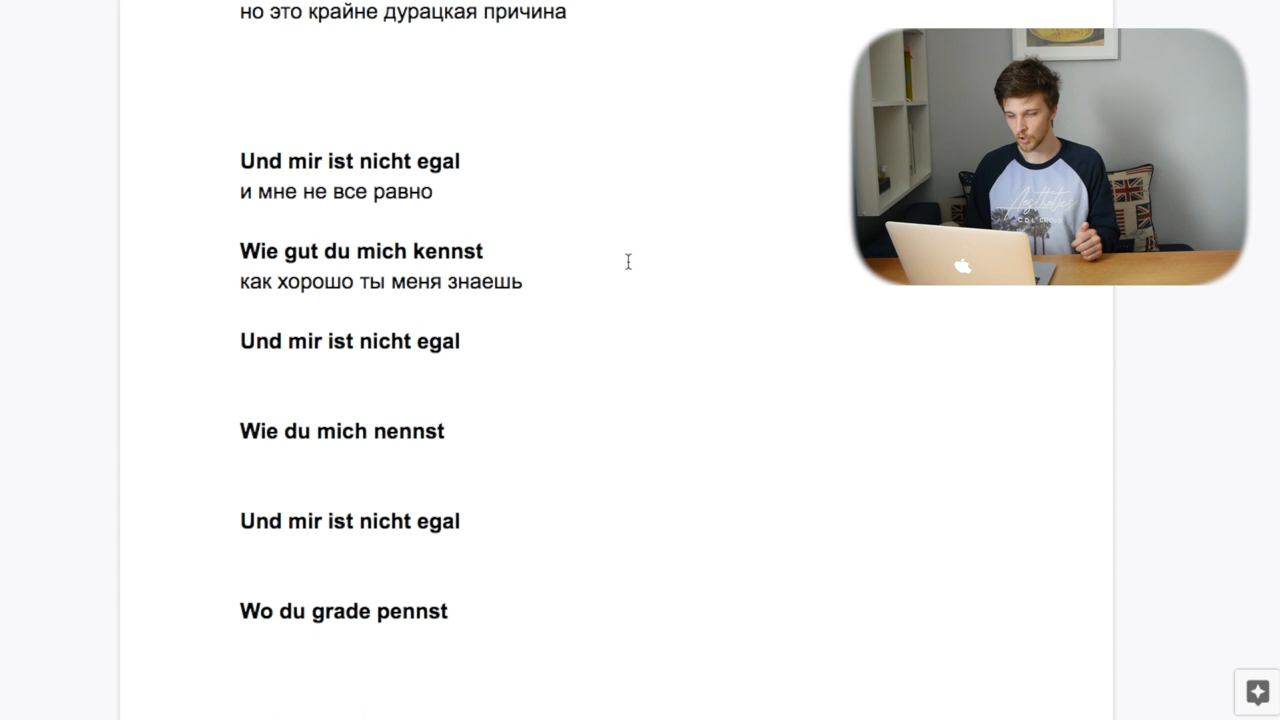 но это крайне дурацкая причина
Und mir ist nicht egal
и мне не все равно
Wie gut du mich kennst
как хорошо ты меня знаешь
Und mir ist nicht egal
Wie du mich nennst
Und mir ist nicht egal
Wo du grade pennst
Aesthetics